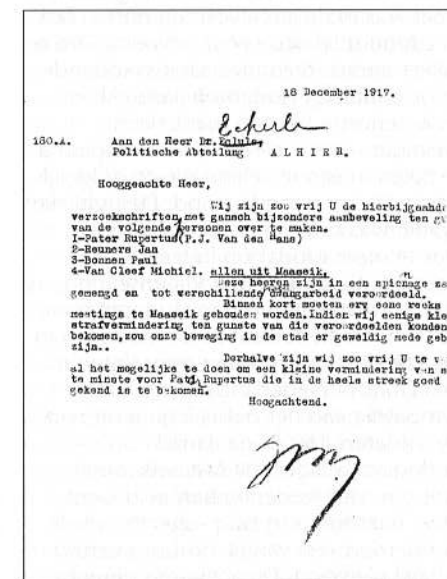 18 December 1917.
Eckerle
180.A. Aan den Heer Dr.
Politische Abteilung A L H I E R.
Hooggeachte Heer,
Wij zijn zoo vrij U de hierbijgaande
verzoekschriften met gansch bijzondere aanbeveling ten gu
van de volgende personen over te maken.
1-Pater Rupertus (P.J. Van den
2-Reuners Jan
3-Bonnen Paul
4-Van Cleef Michiel. allen uit Maaseik.
Deze heeren zijn in een spionage za
gemengd en tot verschillende dwangarbeid veroordeeld.
Binnen kort moeten erv eene reeks
meetings te Maaseik gehouden worden.Indien wij eenige kle
strafvermindering ten gunste van die veroordeelden konden
bekomen,zou onze beweging in de stad er geweldig mede geb
zijn..
Derhalve zijn wij zoo vrij U te v
al het mogelijke te doen om een kleine vermindering van s
te minste voor Pater Rupertus die in de heele streek goed
gekend is te bekomen.
Hoogachtend.